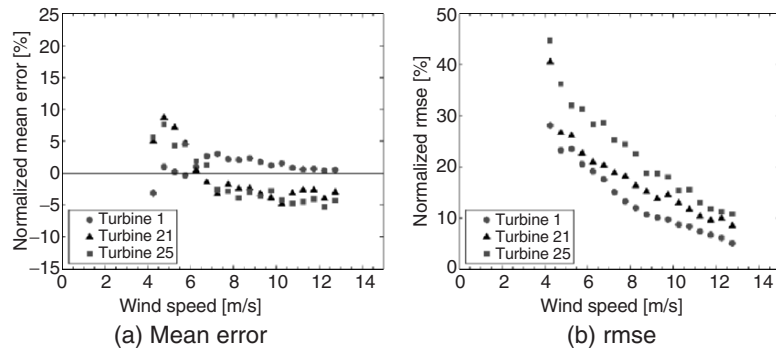 Normalized mean error [%]
25
20
15
10
5
0
−5
−10
−15
Turbine 1
Turbine 21
Turbine 25
0 2 4 6 8 10 12 14
Wind speed [m/s]
(a) Mean error
Normalized rmse [%]
50
40
30
20
10
0
Turbine 1
Turbine 21
Turbine 25
0 2 4 6 8 10 12 14
Wind speed [m/s]
(b) rmse